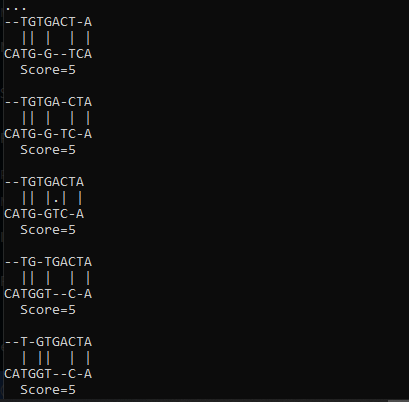 ...
--TGTGACT-A
  || |  | |
CATG-G--TCA
  Score=5
--TGTGA-CTA
  || |  | |
CATG-G-TC-A
  Score=5
--TGTGACTA
  || |.| |
CATG-GTC-A
  Score=5
--TG-TGACTA
  || |  | |
CATGGT--C-A
  Score=5
--T-GTGACTA
  | ||  | |
CATGGT--C-A
  Score=5